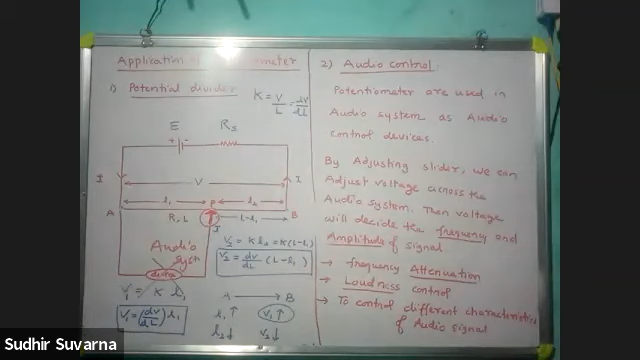 Application of
1) Potential divider
K = V/L = dV/dL
E
Rs
+ -
I
V
I
l₁
P
l₂
A
R, L
L-l₁
B
J
Audio
syst
V₂ = K l₂ = K(L-l₁)
V₂ = dV/dL (L-l₁)
V₁ = K l₁
V₁ = (dV/dL) l₁
A → B
l₁ ↑
V₁ ↑
l₂ ↓
V₂ ↓
2) Audio control:
Potentiometer are used in
Audio system as Audio
control devices.
By Adjusting slider, we can
Adjust voltage across the
Audio system. Then voltage
will decide the frequency and
Amplitude of signal
→ frequency Attenuation
→ Loudness control
→ To control different characteristics
of Audio signal
Sudhir Suvarna